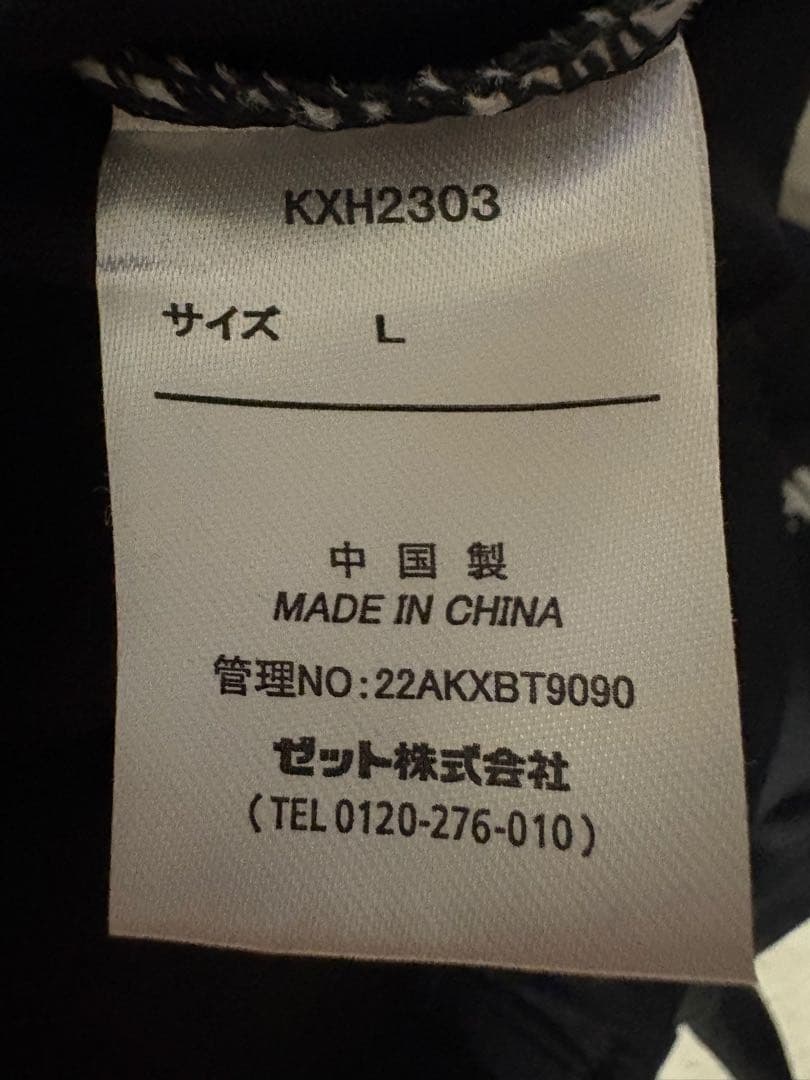 KXH2303
サイズ L
中国製
MADE IN CHINA
管理NO:22AKXBT9090
ゼット株式会社
(TEL 0120-276-010)